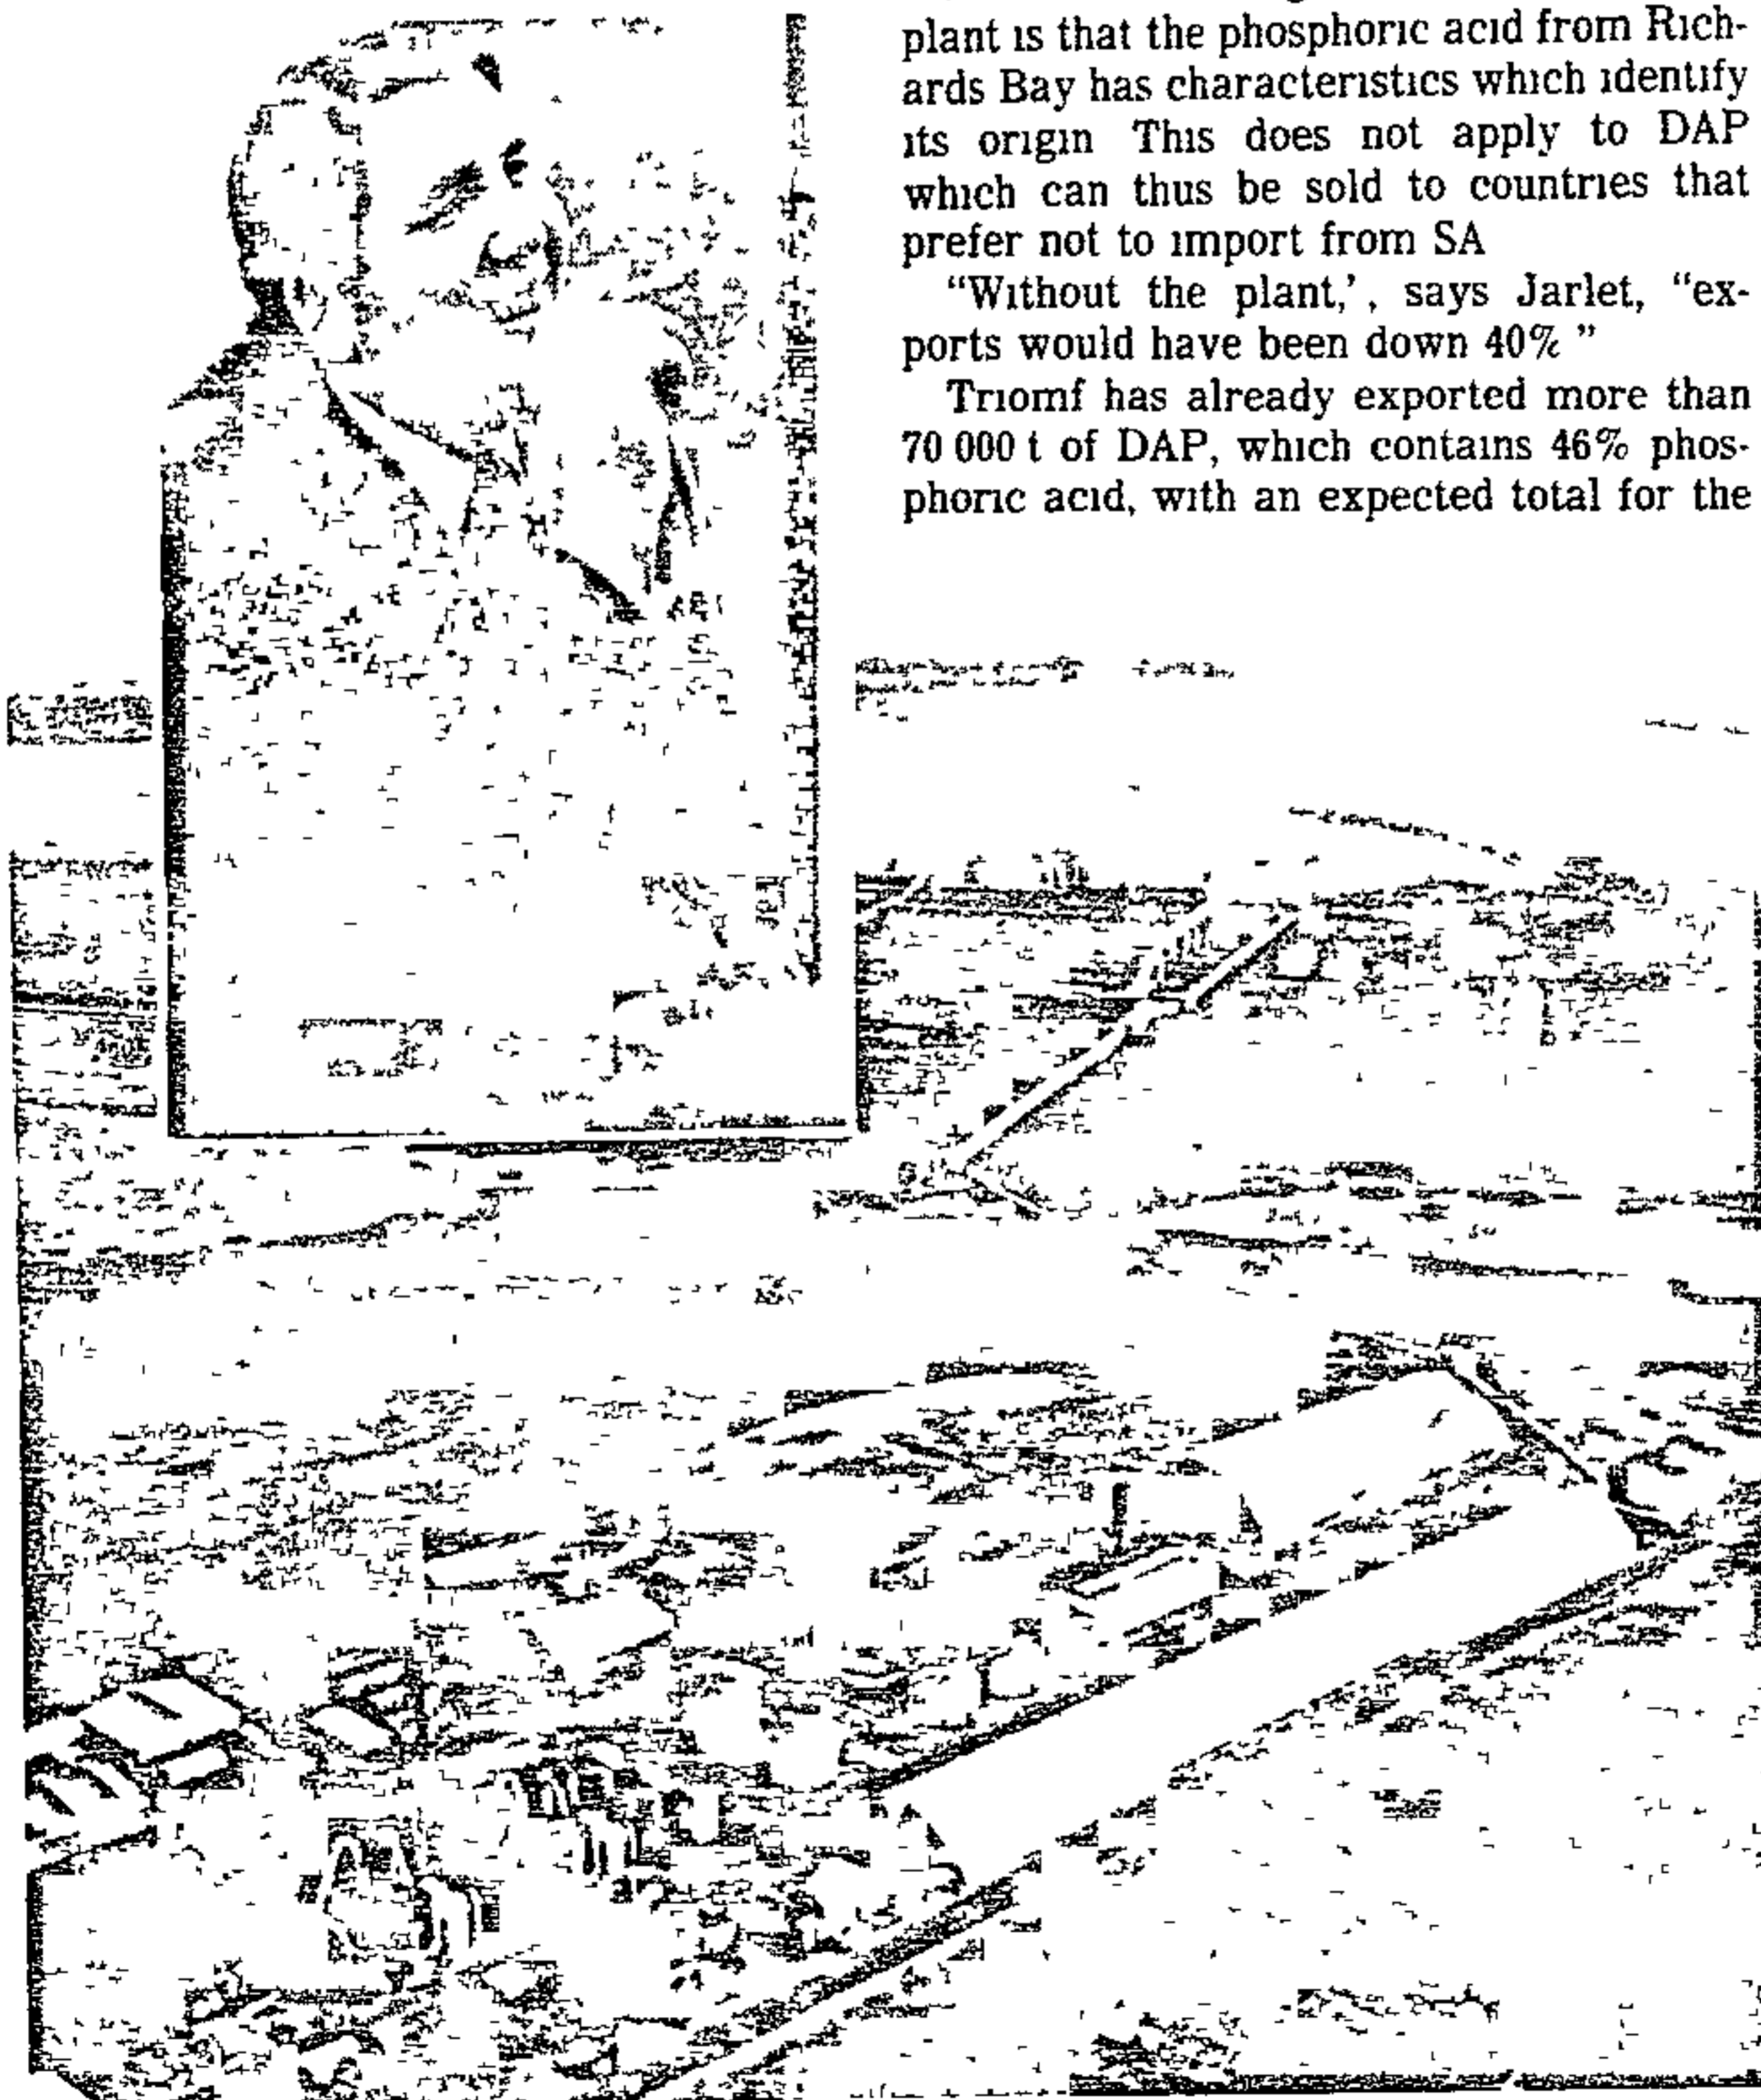 plant is that the phosphoric acid from Rich-
ards Bay has characteristics which identify
its origin This does not apply to DAP
which can thus be sold to countries that
prefer not to import from SA
“Without the plant,’, says Jarlet, “ex-
ports would have been down 40% ”
Triomf has already exported more than
70 000 t of DAP, which contains 46% phos-
phoric acid, with an expected total for the